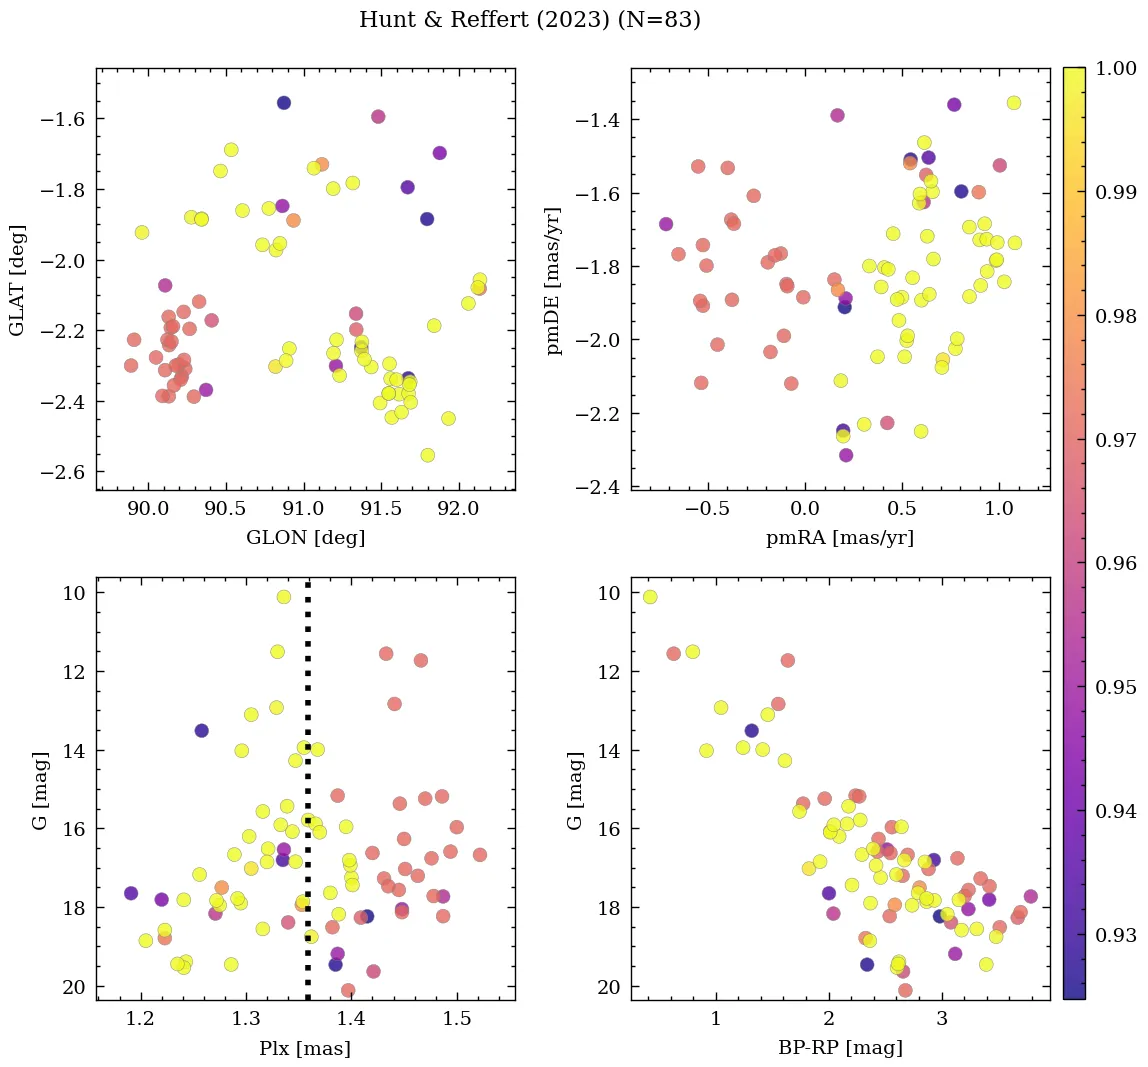 Hunt & Reffert (2023) (N=83)
−1.6
−1.8
−2.0
−2.2
−2.4
−2.6
GLAT [deg]
90.0 90.5 91.0 91.5 92.0
GLON [deg]
−1.4
−1.6
−1.8
−2.0
−2.2
−2.4
pmDE [mas/yr]
−0.5 0.0 0.5 1.0
pmRA [mas/yr]
10
12
14
16
18
20
G [mag]
1.2 1.3 1.4 1.5
Plx [mas]
10
12
14
16
18
20
G [mag]
1 2 3
BP-RP [mag]
1.00
0.99
0.98
0.97
0.96
0.95
0.94
0.93